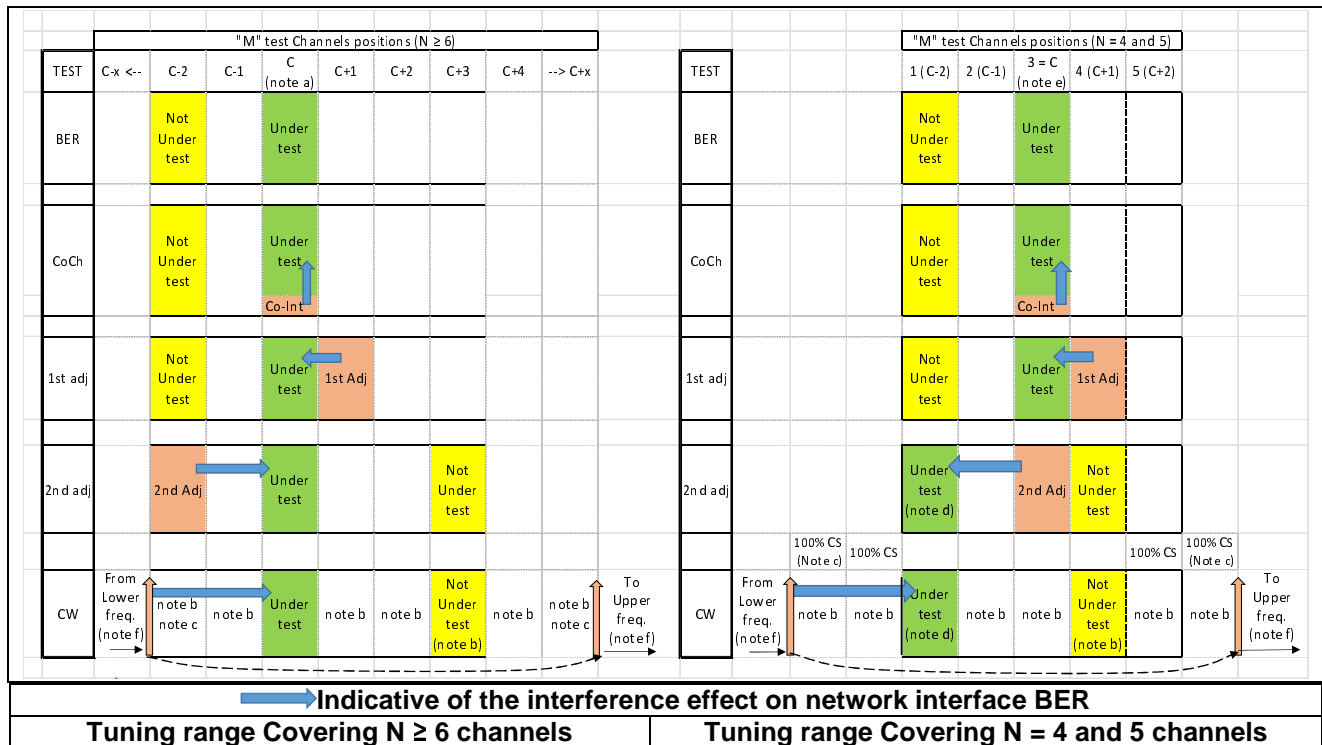 "M" test Channels positions (N ≥ 6)
TEST C-x <-- C-2 C-1 C (note a) C+1 C+2 C+3 C+4 --> C+x
BER
Not
Under
test
Under
test
CoCh
Not
Under
test
Under
test
Co-Int
1st adj
Not
Under
test
Under
test
1st Adj
2nd adj
2nd Adj
Under
test
Not
Under
test
CW
From
Lower
freq.
(note f)
note b
note c
note b
Under
test
note b
note b
Not
Under
test
(note b)
note b
note b
note c
To
Upper
freq.
(note f)
"M" test Channels positions (N = 4 and 5)
TEST 1 (C-2) 2 (C-1) 3 = C (note e) 4 (C+1) 5 (C+2)
BER
Not
Under
test
Under
test
CoCh
Not
Under
test
Under
test
Co-Int
1st adj
Not
Under
test
Under
test
1st Adj
2nd adj
Under
test
(note d)
2nd Adj
Not
Under
test
100% CS
(Note c)
100% CS
100% CS
100% CS
(Note c)
CW
From
Lower
freq.
(note f)
note b
note b
Under
test
(note d)
note b
note b
Not
Under
test
(note b)
note b
note b
To
Upper
freq.
(note f)
Indicative of the interference effect on network interface BER
Tuning range Covering N ≥ 6 channels
Tuning range Covering N = 4 and 5 channels